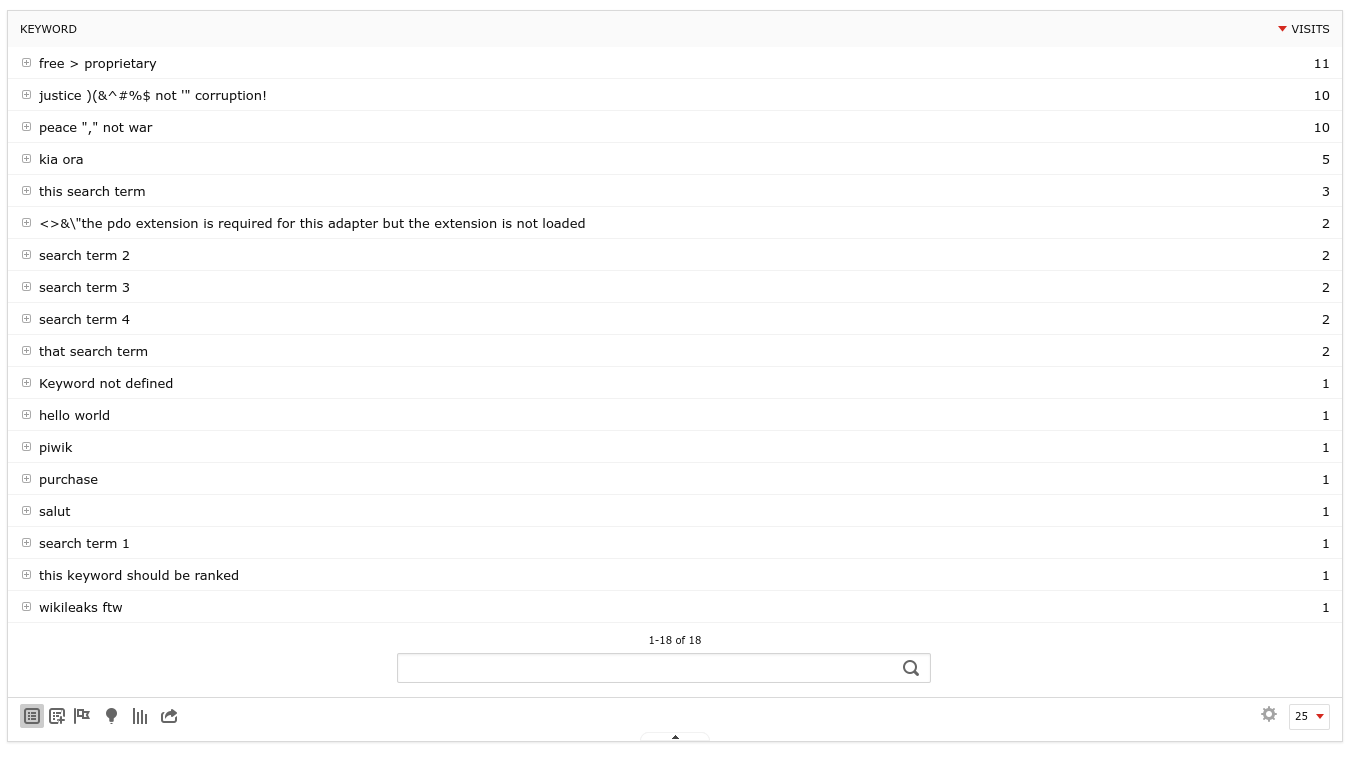 KEYWORD VISITS
free > proprietary 11
justice )(&^#%$ not '" corruption! 10
peace "," not war 10
kia ora 5
this search term 3
<>&\"the pdo extension is required for this adapter but the extension is not loaded 2
search term 2 2
search term 3 2
search term 4 2
that search term 2
Keyword not defined 1
hello world 1
piwik 1
purchase 1
salut 1
search term 1 1
this keyword should be ranked 1
wikileaks ftw 1
1-18 of 18
25